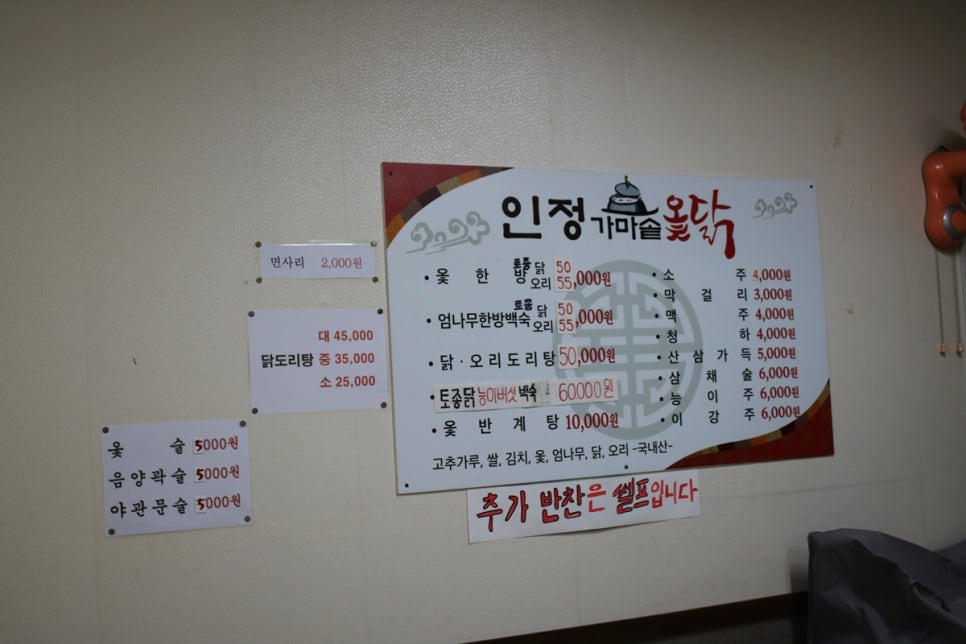 인정 가마솥 옻닭
면사리 2,000원
대 45,000
닭도리탕 중 35,000
소 25,000
옻 술 5000원
음양곽술 5000원
야관문술 5000원
• 옻 한 방 토종 닭 50
오리 55,000원
• 엄나무한방백숙 토종 닭 50
오리 55,000원
• 닭·오리도리탕 50,000원
• 토종닭 능이버섯 백숙 60000원
• 옻 반 계 탕 10,000원
• 소 주 4,000원
• 막 걸 리 3,000원
• 맥 주 4,000원
• 청 하 4,000원
• 산 삼 가 득 5,000원
• 삼 채 술 6,000원
• 능 이 주 6,000원
• 이 강 주 6,000원
고추가루, 쌀, 김치, 옻, 엄나무, 닭, 오리 -국내산-
추가 반찬은 셀프입니다